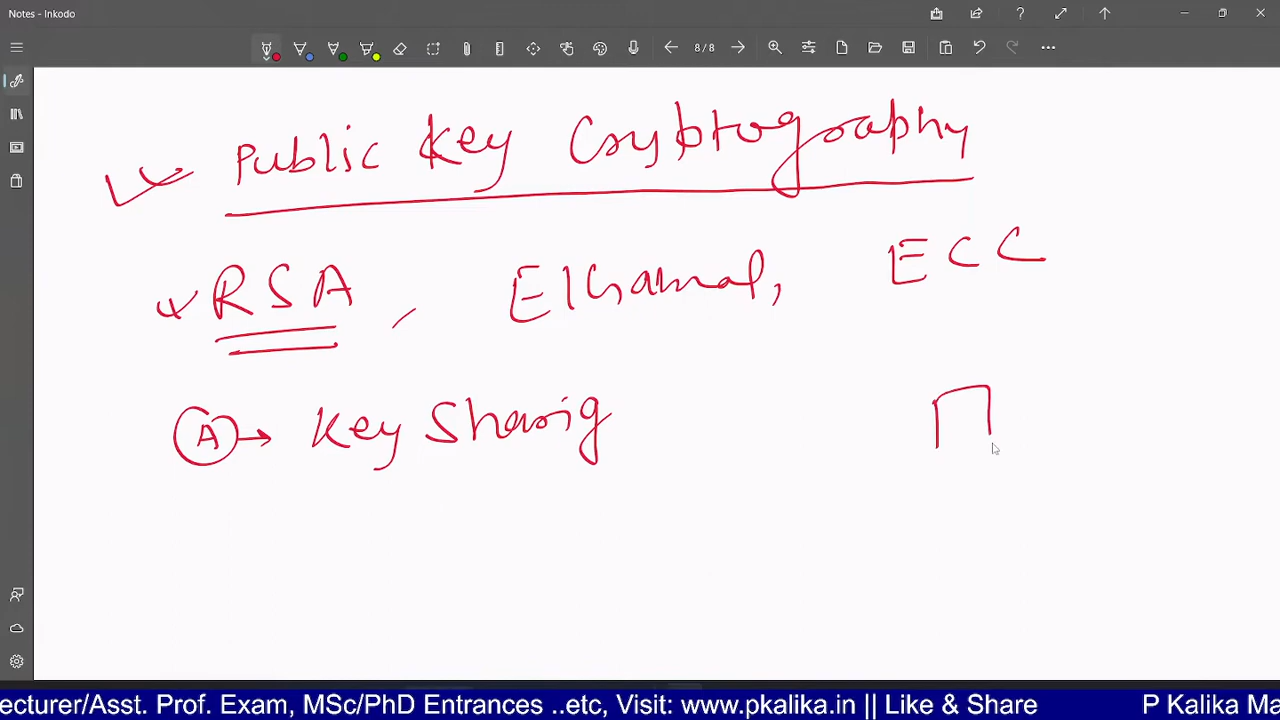 Notes - Inkodo
8/8
Public Key Cryptography
RSA, ElGamal, ECC
A → Key Sharig
ecturer/Asst. Prof. Exam, MSc/PhD Entrances ..etc, Visit: www.pkalika.in || Like & Share P Kalika Ma